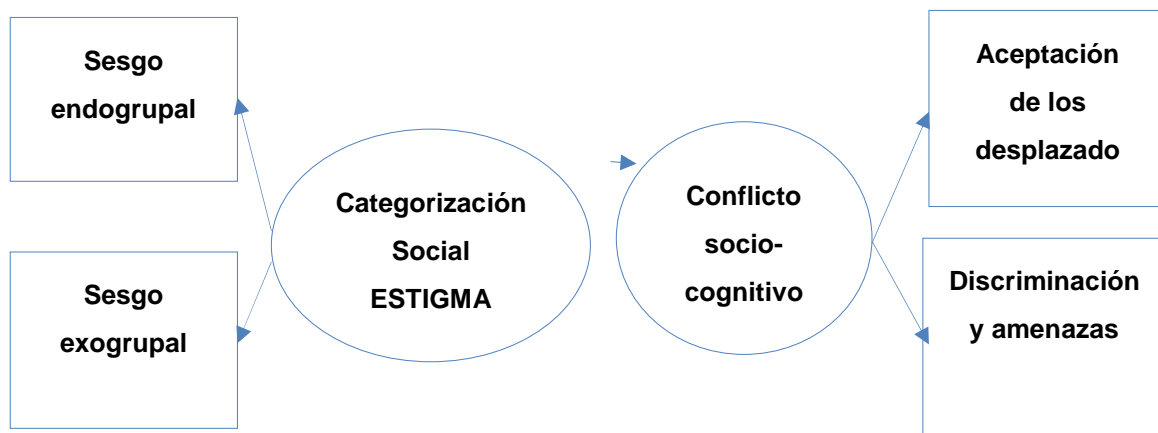 Sesgo
endogrupal
Sesgo
exogrupal
Categorización
Social
ESTIGMA
Conflicto
socio-
cognitivo
Aceptación
de los
desplazado
Discriminación
y amenazas